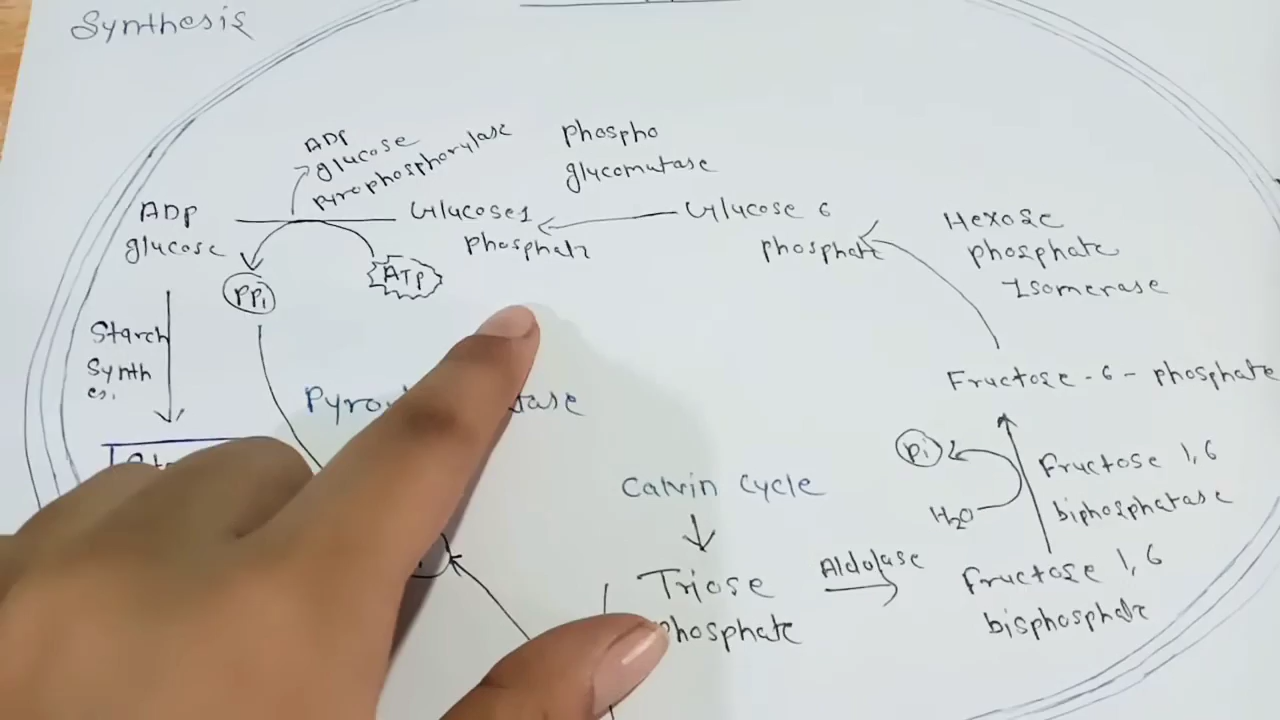 Synthesis
ADP
glucose
pyrophosphorylase
phospho
glucomutase
ADP
glucose
Glucose 1
phosphate
Glucose 6
phosphate
Hexose
phosphate
Isomerase
PPi
ATP
Starch
Synth
es.
Fructose - 6 - phosphate
Pi
H2O
Fructose 1,6
biphosphatase
Calvin Cycle
Triose
phosphate
Aldolase
Fructose 1,6
bisphosphate